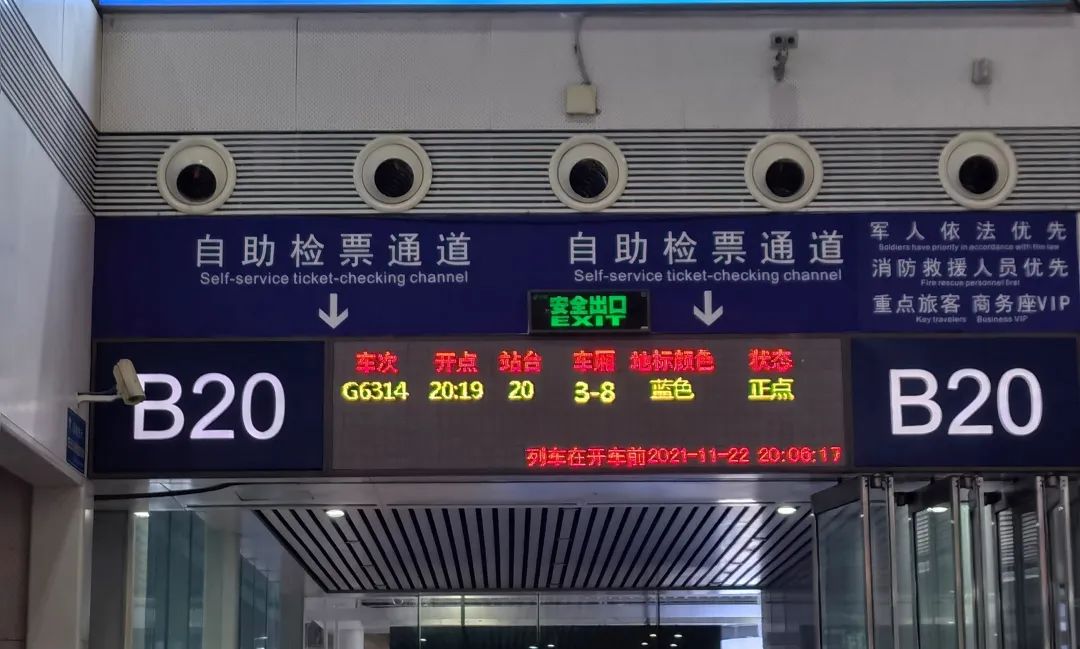 自助检票通道
Self-service ticket-checking channel
自助检票通道
Self-service ticket-checking channel
军人依法优先
Soldiers have priority in accordance with the law
消防救援人员优先
Fire rescue personnel first
重点旅客 商务座VIP
Key travelers Business VIP
安全出口
EXIT
B20
车次 开点 站台 车厢 地标颜色 状态
G6314 20:19 20 3-8 蓝色 正点
列车在开车前2021-11-22 20:06:17
B20